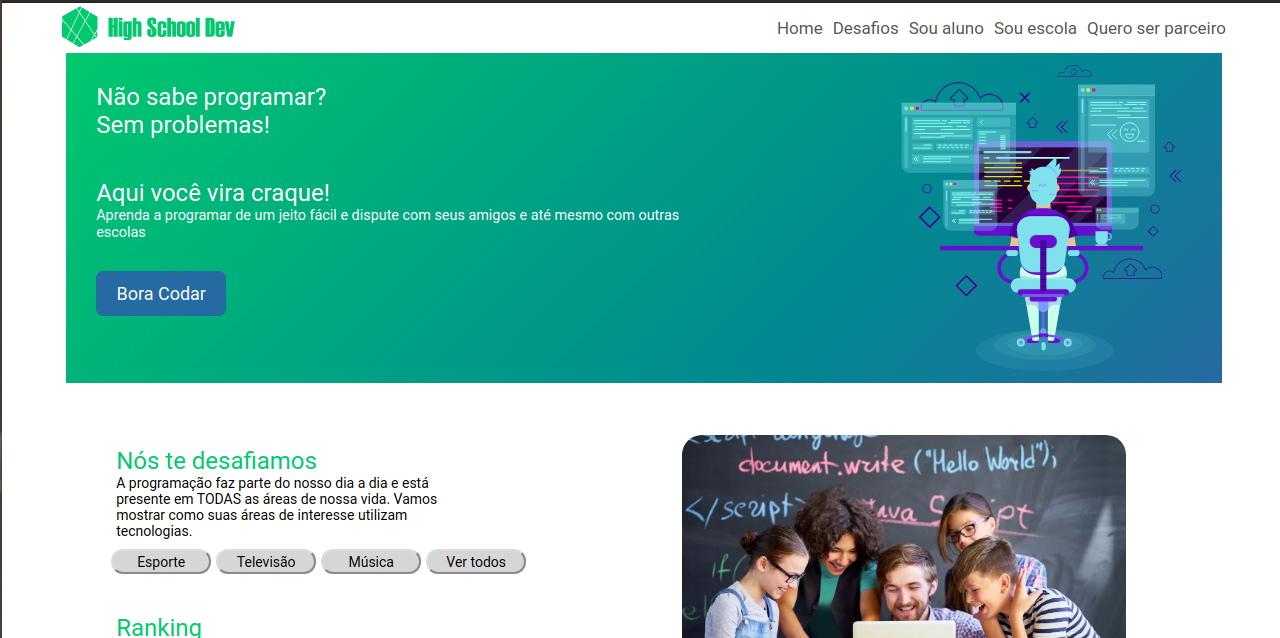 High School Dev
Home Desafios Sou aluno Sou escola Quero ser parceiro
Não sabe programar?
Sem problemas!
Aqui você vira craque!
Aprenda a programar de um jeito fácil e dispute com seus amigos e até mesmo com outras
escolas
Bora Codar
Nós te desafiamos
A programação faz parte do nosso dia a dia e está
presente em TODAS as áreas de nossa vida. Vamos
mostrar como suas áreas de interesse utilizam
tecnologias.
Esporte Televisão Música Ver todos
Ranking
document.write ("Hello World");
</script>
Script